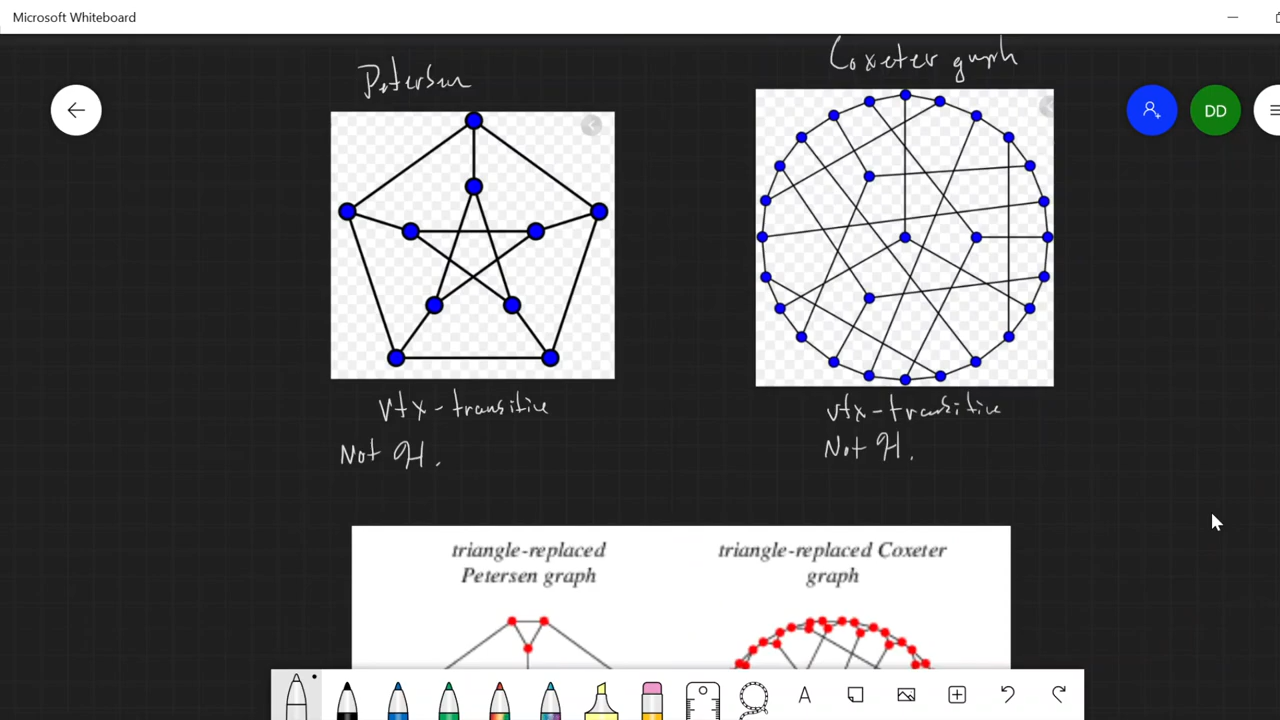 Microsoft Whiteboard
Petersen
Coxeter graph
DD
vtx-transitive
vtx-transitive
Not H.
Not H.
triangle-replaced
Petersen graph
triangle-replaced Coxeter
graph
A